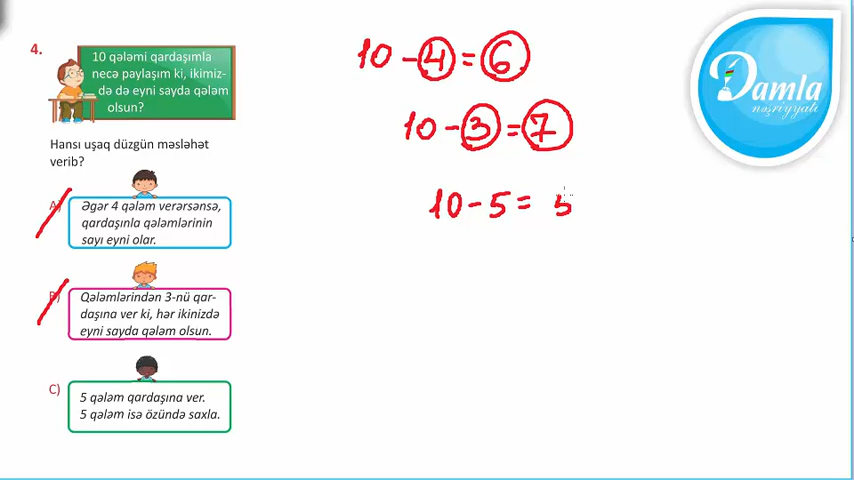 4.
10 qələmi qardaşımla
necə paylaşım ki, ikimiz-
də də eyni sayda qələm
olsun?
Hansı uşaq düzgün məsləhət
verib?
A)
Əgər 4 qələm verərsənsə,
qardaşınla qələmlərinin
sayı eyni olar.
B)
Qələmlərindən 3-nü qar-
daşına ver ki, hər ikinizdə
eyni sayda qələm olsun.
C)
5 qələm qardaşına ver.
5 qələm isə özündə saxla.
10 - 4 = 6
10 - 3 = 7
10 - 5 = 5
Damla
nəşriyyatı